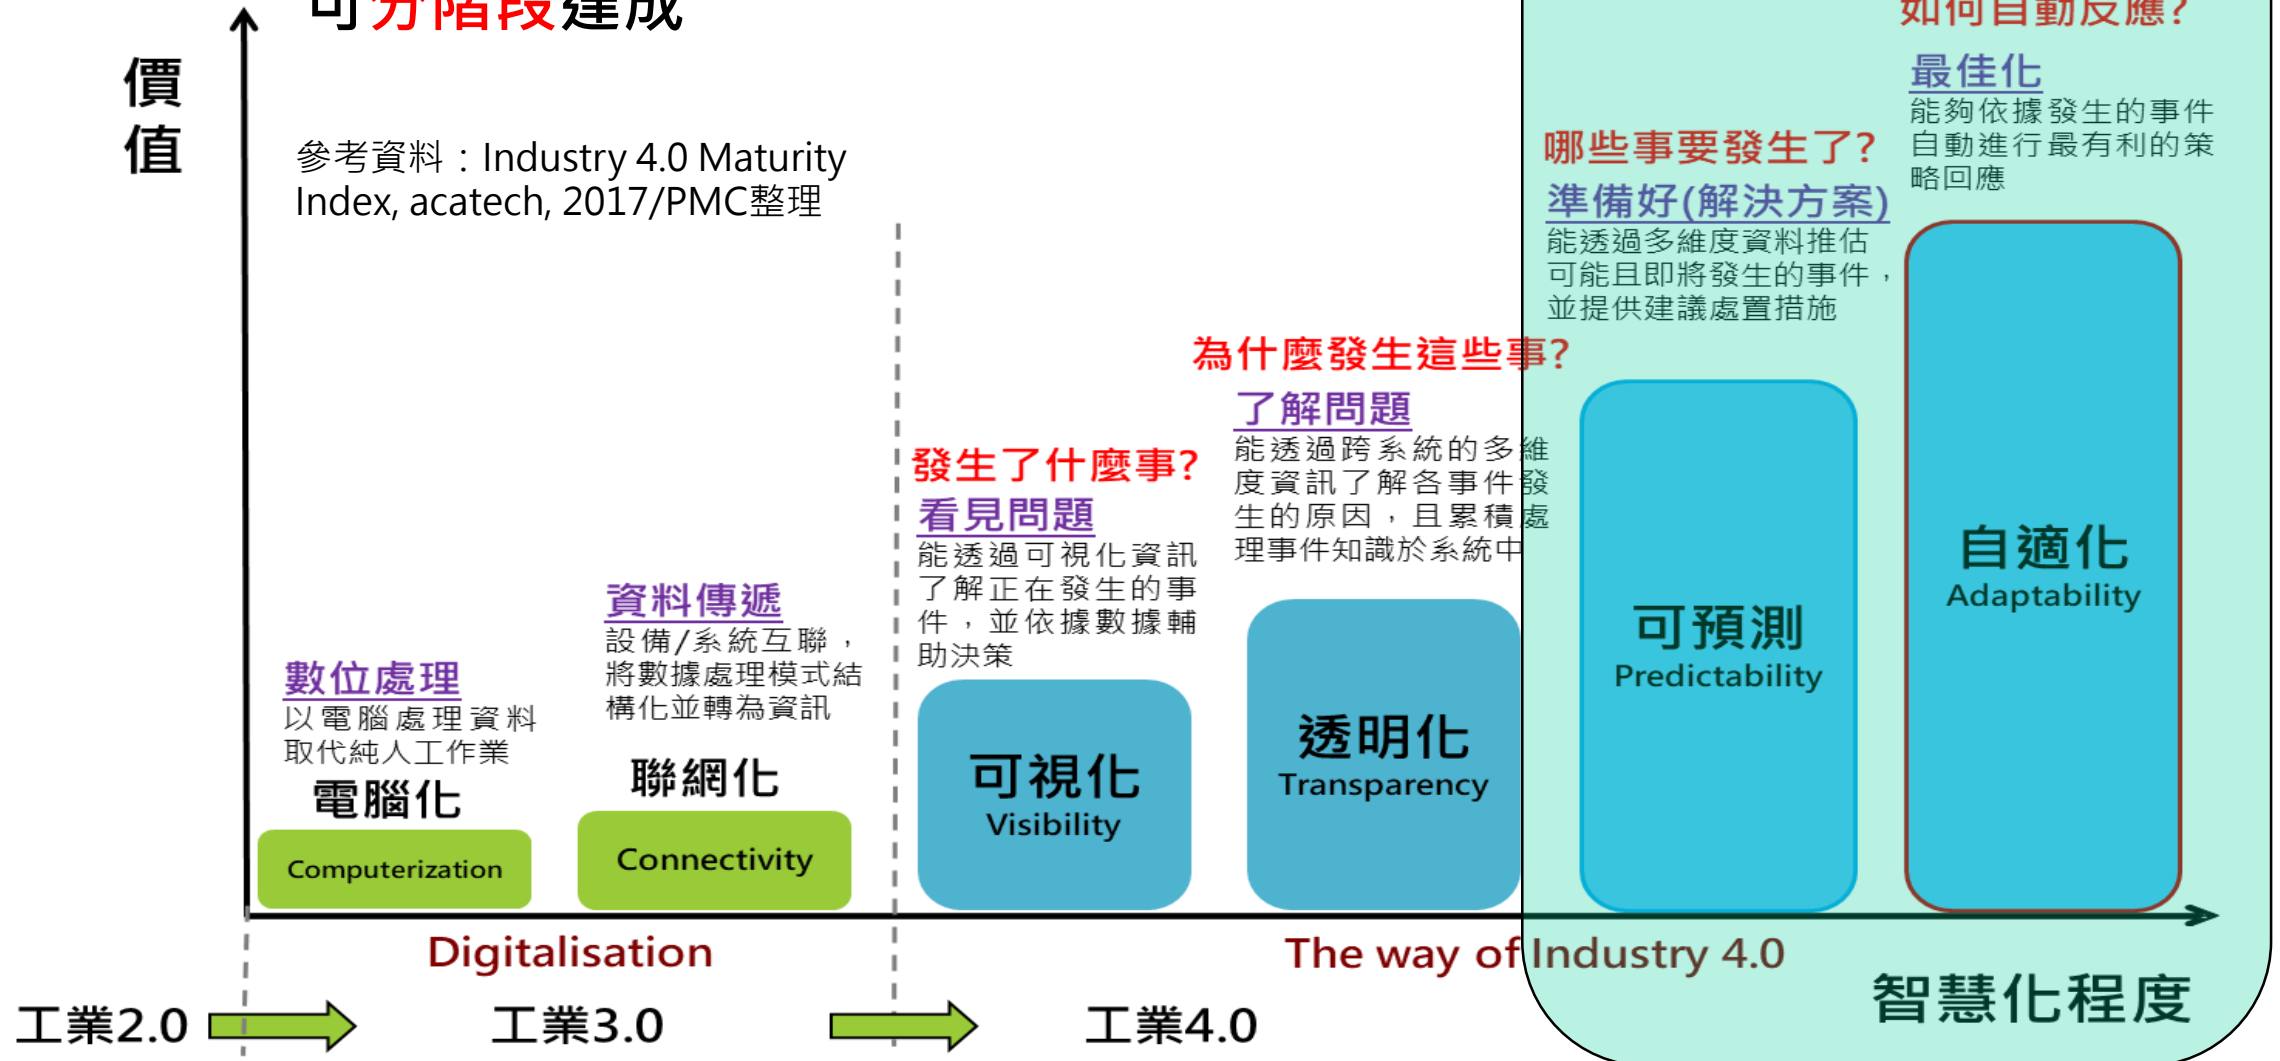 可分階段達成
價
值
參考資料：Industry 4.0 Maturity
Index, acatech, 2017/PMC整理
數位處理
以電腦處理資料
取代純人工作業
電腦化
Computerization
資料傳遞
設備/系統互聯，
將數據處理模式結
構化並轉為資訊
聯網化
Connectivity
發生了什麼事?
看見問題
能透過可視化資訊
了解正在發生的事
件，並依據數據輔
助決策
可視化
Visibility
為什麼發生這些事?
了解問題
能透過跨系統的多維
度資訊了解各事件發
生的原因，且累積處
理事件知識於系統中
透明化
Transparency
哪些事要發生了?
準備好(解決方案)
能透過多維度資料推估
可能且即將發生的事件，
並提供建議處置措施
可預測
Predictability
如何自動反應?
最佳化
能夠依據發生的事件
自動進行最有利的策
略回應
自適化
Adaptability
Digitalisation
The way of Industry 4.0
智慧化程度
工業2.0
工業3.0
工業4.0